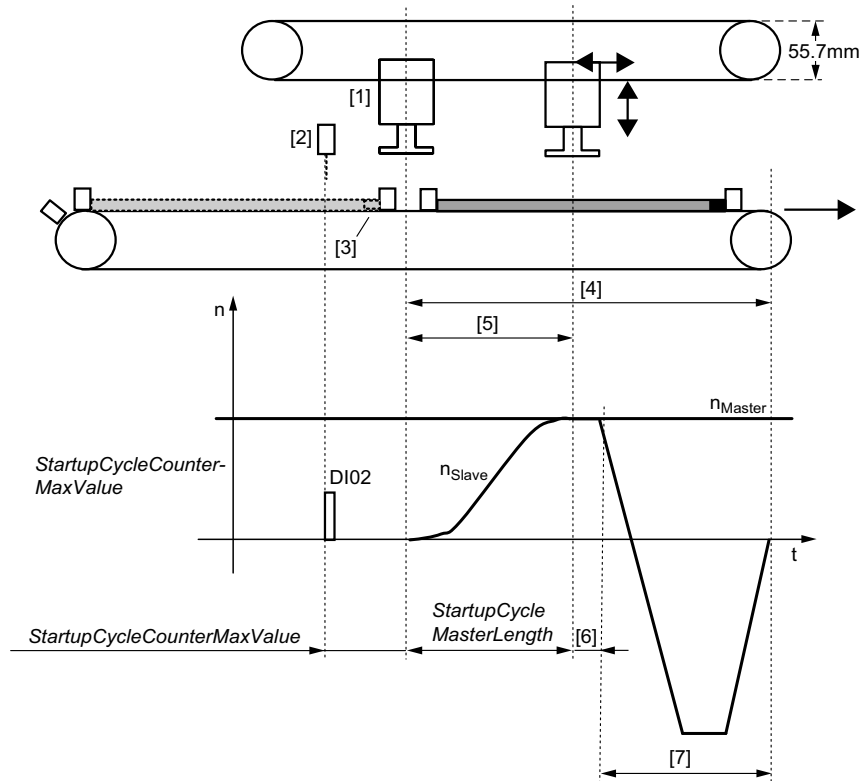 55.7mm
[1]
[2]
[3]
[4]
[5]
n
nMaster
StartupCycleCounter-
MaxValue
DI02
nSlave
t
StartupCycleCounterMaxValue
StartupCycle
MasterLength
[6]
[7]